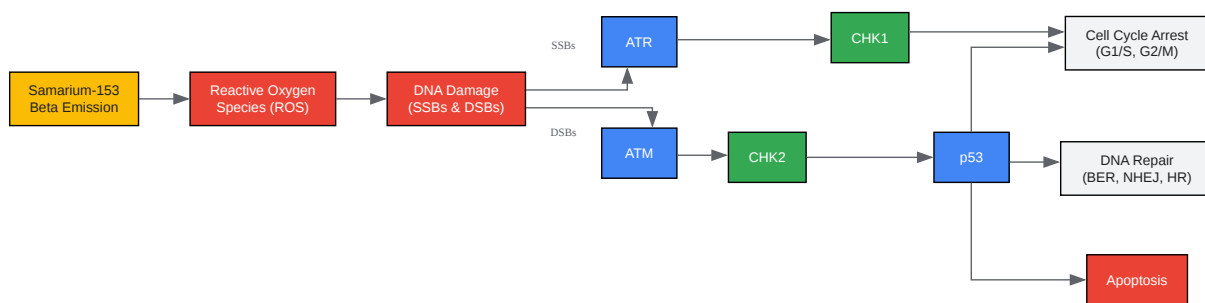 Samarium-153
Beta Emission
Reactive Oxygen
Species (ROS)
DNA Damage
(SSBs & DSBs)
SSBs
DSBs
ATR
ATM
CHK1
CHK2
p53
Cell Cycle Arrest
(G1/S, G2/M)
DNA Repair
(BER, NHEJ, HR)
Apoptosis